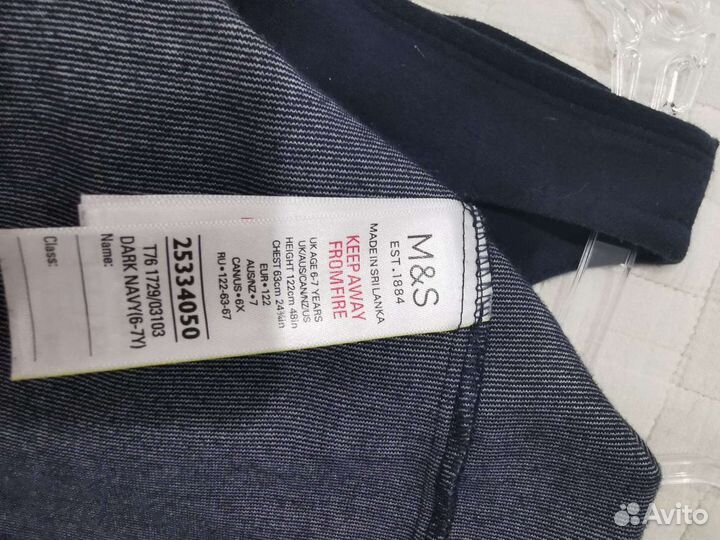 M&S
EST. 1884
MADE IN SRI LANKA
KEEP AWAY
FROM FIRE
UK AGE 6-7 YEARS
UK/AUS/CAN/NZ/US
HEIGHT 122cm 48in
CHEST 63cm 24¾in
EUR•122
AUS/NZ•7
CAN/US•6X
RU•122-63-67
25334050
T76 1729/03103
DARK NAVY(6-7Y)
Name:
Class:
Avito